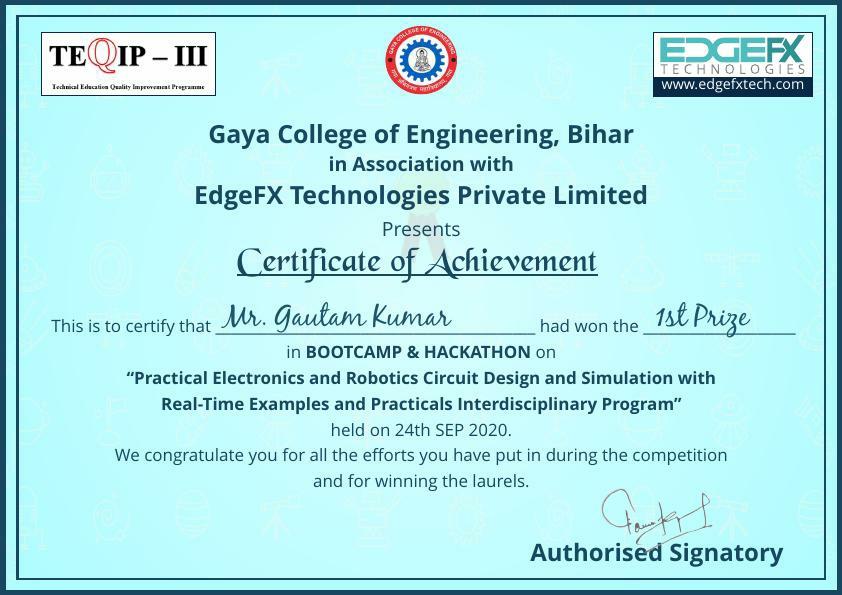 TEQIP – III
Technical Education Quality Improvement Programme
GAYA COLLEGE OF ENGINEERING
EDGEFX
TECHNOLOGIES
www.edgefxtech.com
Gaya College of Engineering, Bihar
in Association with
EdgeFX Technologies Private Limited
Presents
Certificate of Achievement
This is to certify that Mr. Gautam Kumar had won the 1st Prize
in BOOTCAMP & HACKATHON on
“Practical Electronics and Robotics Circuit Design and Simulation with
Real-Time Examples and Practicals Interdisciplinary Program”
held on 24th SEP 2020.
We congratulate you for all the efforts you have put in during the competition
and for winning the laurels.
Authorised Signatory